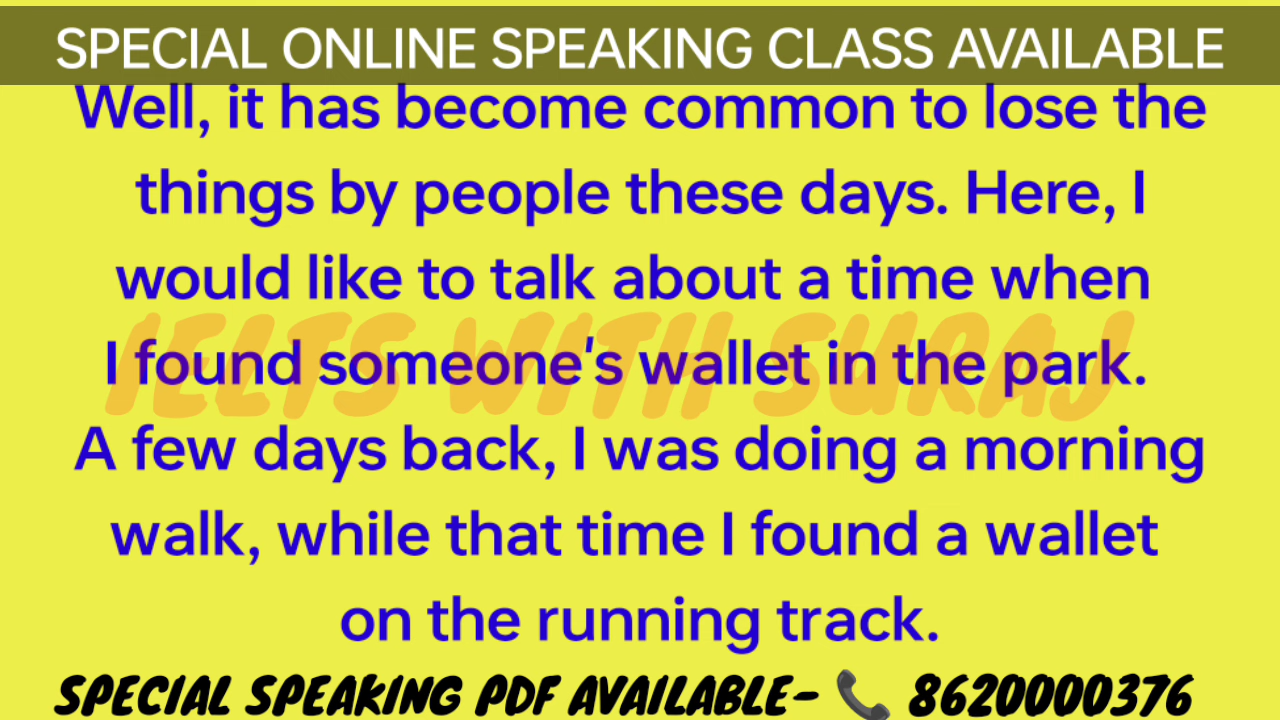 SPECIAL ONLINE SPEAKING CLASS AVAILABLE
Well, it has become common to lose the
things by people these days. Here, I
would like to talk about a time when
IELTS WITH SURAJ
I found someone's wallet in the park.
A few days back, I was doing a morning
walk, while that time I found a wallet
on the running track.
SPECIAL SPEAKING PDF AVAILABLE- 📞 8620000376